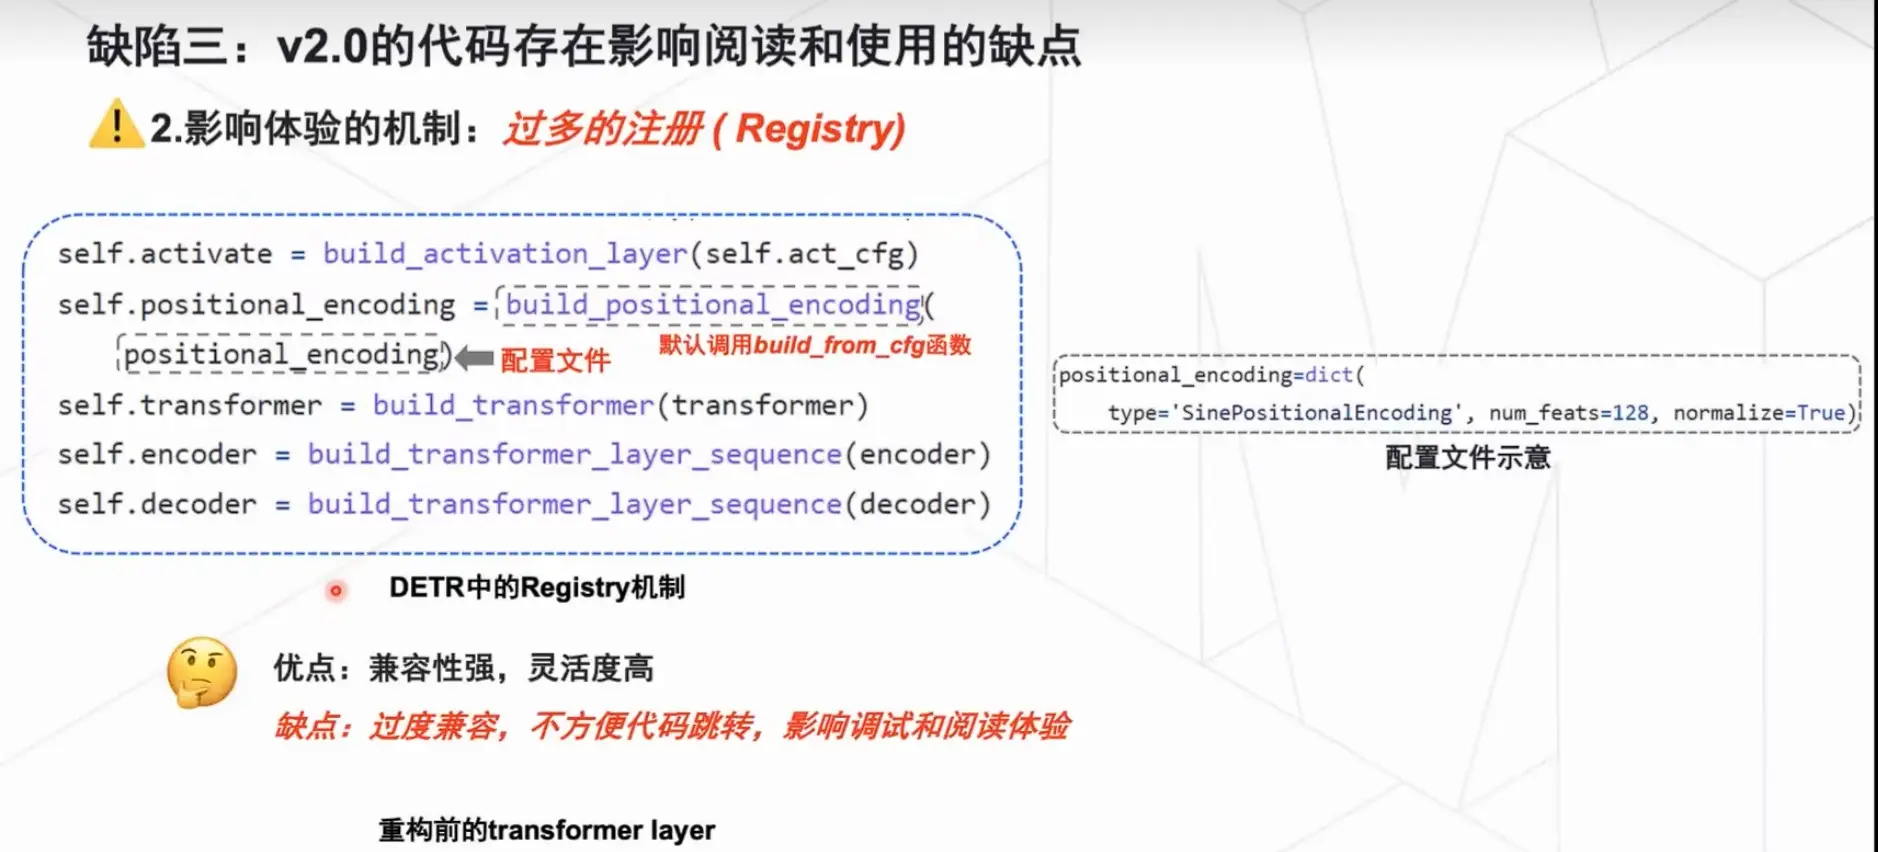 缺陷三：v2.0的代码存在影响阅读和使用的缺点
2.影响体验的机制：过多的注册 ( Registry)
self.activate = build_activation_layer(self.act_cfg)
self.positional_encoding = build_positional_encoding(
positional_encoding)
配置文件
默认调用build_from_cfg函数
self.transformer = build_transformer(transformer)
self.encoder = build_transformer_layer_sequence(encoder)
self.decoder = build_transformer_layer_sequence(decoder)
positional_encoding=dict(
type='SinePositionalEncoding', num_feats=128, normalize=True)
配置文件示意
DETR中的Registry机制
优点：兼容性强，灵活度高
缺点：过度兼容，不方便代码跳转，影响调试和阅读体验
重构前的transformer layer